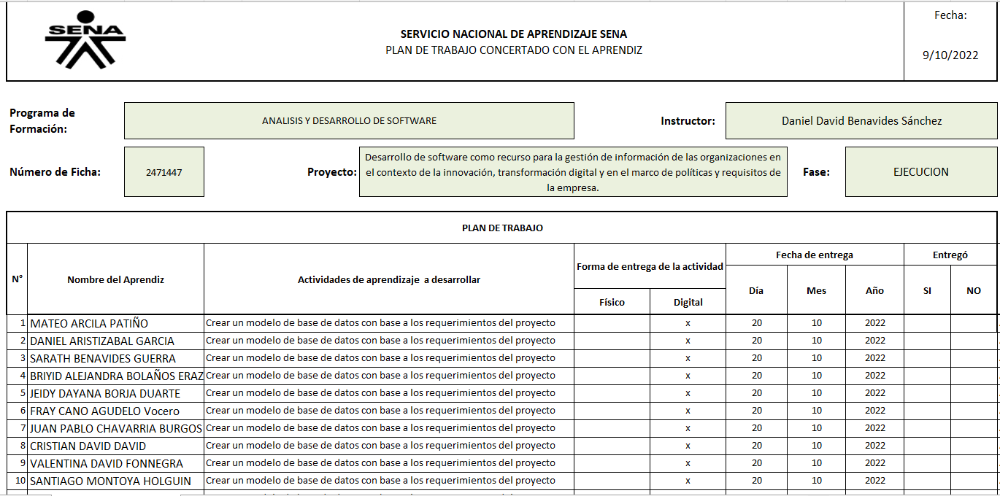 SENA
SERVICIO NACIONAL DE APRENDIZAJE SENA
PLAN DE TRABAJO CONCERTADO CON EL APRENDIZ
Fecha:
9/10/2022
Programa de
Formación:
ANALISIS Y DESARROLLO DE SOFTWARE
Instructor:
Daniel David Benavides Sánchez
Número de Ficha:
2471447
Proyecto:
Desarrollo de software como recurso para la gestión de información de las organizaciones en
el contexto de la innovación, transformación digital y en el marco de políticas y requisitos de
la empresa.
Fase:
EJECUCION
PLAN DE TRABAJO
N°
Nombre del Aprendiz
Actividades de aprendizaje a desarrollar
Forma de entrega de la actividad
Físico
Digital
Fecha de entrega
Día
Mes
Año
Entregó
SI
NO
1 MATEO ARCILA PATIÑO Crear un modelo de base de datos con base a los requerimientos del proyecto x 20 10 2022
2 DANIEL ARISTIZABAL GARCIA Crear un modelo de base de datos con base a los requerimientos del proyecto x 20 10 2022
3 SARATH BENAVIDES GUERRA Crear un modelo de base de datos con base a los requerimientos del proyecto x 20 10 2022
4 BRIYID ALEJANDRA BOLAÑOS ERAZ Crear un modelo de base de datos con base a los requerimientos del proyecto x 20 10 2022
5 JEIDY DAYANA BORJA DUARTE Crear un modelo de base de datos con base a los requerimientos del proyecto x 20 10 2022
6 FRAY CANO AGUDELO Vocero Crear un modelo de base de datos con base a los requerimientos del proyecto x 20 10 2022
7 JUAN PABLO CHAVARRIA BURGOS Crear un modelo de base de datos con base a los requerimientos del proyecto x 20 10 2022
8 CRISTIAN DAVID DAVID Crear un modelo de base de datos con base a los requerimientos del proyecto x 20 10 2022
9 VALENTINA DAVID FONNEGRA Crear un modelo de base de datos con base a los requerimientos del proyecto x 20 10 2022
10 SANTIAGO MONTOYA HOLGUIN Crear un modelo de base de datos con base a los requerimientos del proyecto x 20 10 2022